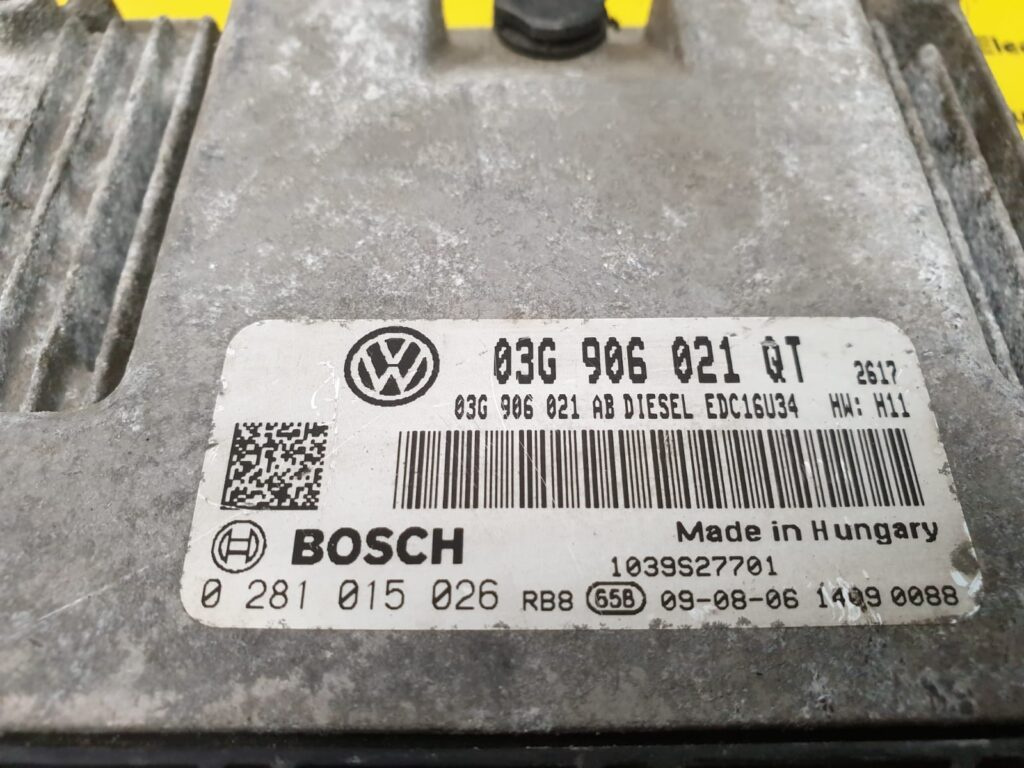 03G 906 021 QT 2617
03G 906 021 AB DIESEL EDC16U34 HW: H11
BOSCH
Made in Hungary
1039S27701
0 281 015 026 RB8 65B 09-08-06 1409 0088